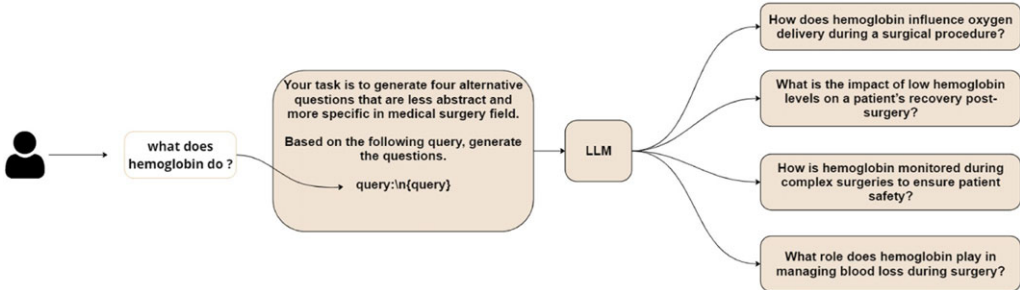 what does
hemoglobin do ?
Your task is to generate four alternative
questions that are less abstract and
more specific in medical surgery field.
Based on the following query, generate
the questions.
query:\n{query}
LLM
How does hemoglobin influence oxygen
delivery during a surgical procedure?
What is the impact of low hemoglobin
levels on a patient's recovery post-
surgery?
How is hemoglobin monitored during
complex surgeries to ensure patient
safety?
What role does hemoglobin play in
managing blood loss during surgery?